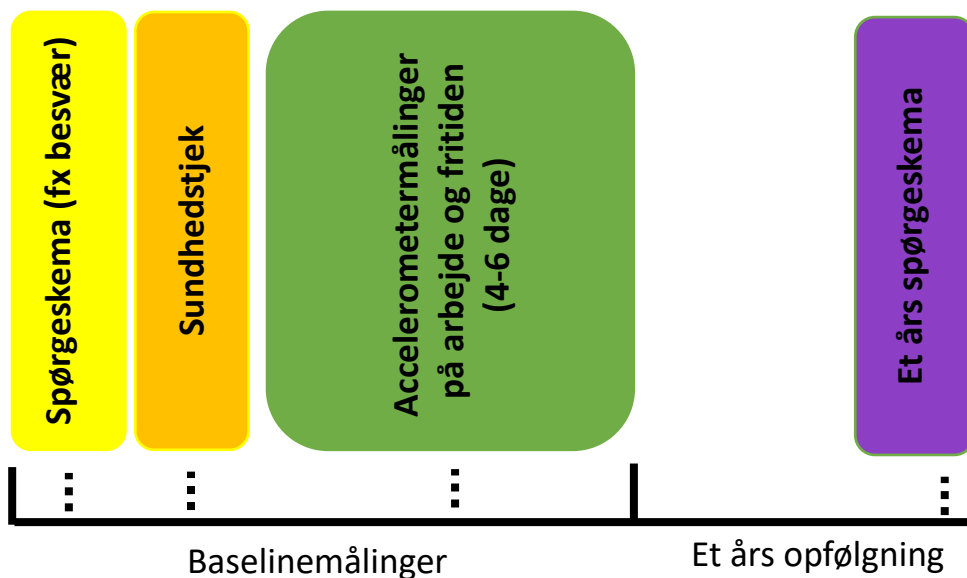 Spørgeskema (fx besvær)
Sundhedstjek
Accelerometermålinger
på arbejde og fritiden
(4-6 dage)
Et års spørgeskema
Baselinemålinger
Et års opfølgning